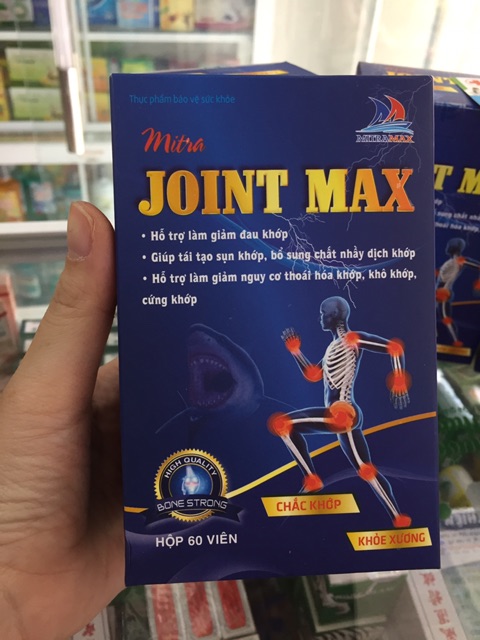 Thực phẩm bảo vệ sức khỏe
MITRAMAX
Mitra
JOINT MAX
• Hỗ trợ làm giảm đau khớp
• Giúp tái tạo sụn khớp, bổ sung chất nhầy dịch khớp
• Hỗ trợ làm giảm nguy cơ thoái hóa khớp, khô khớp,
cứng khớp
HIGH QUALITY
BONE STRONG
CHẮC KHỚP
HỘP 60 VIÊN
KHỎE XƯƠNG
JOINT